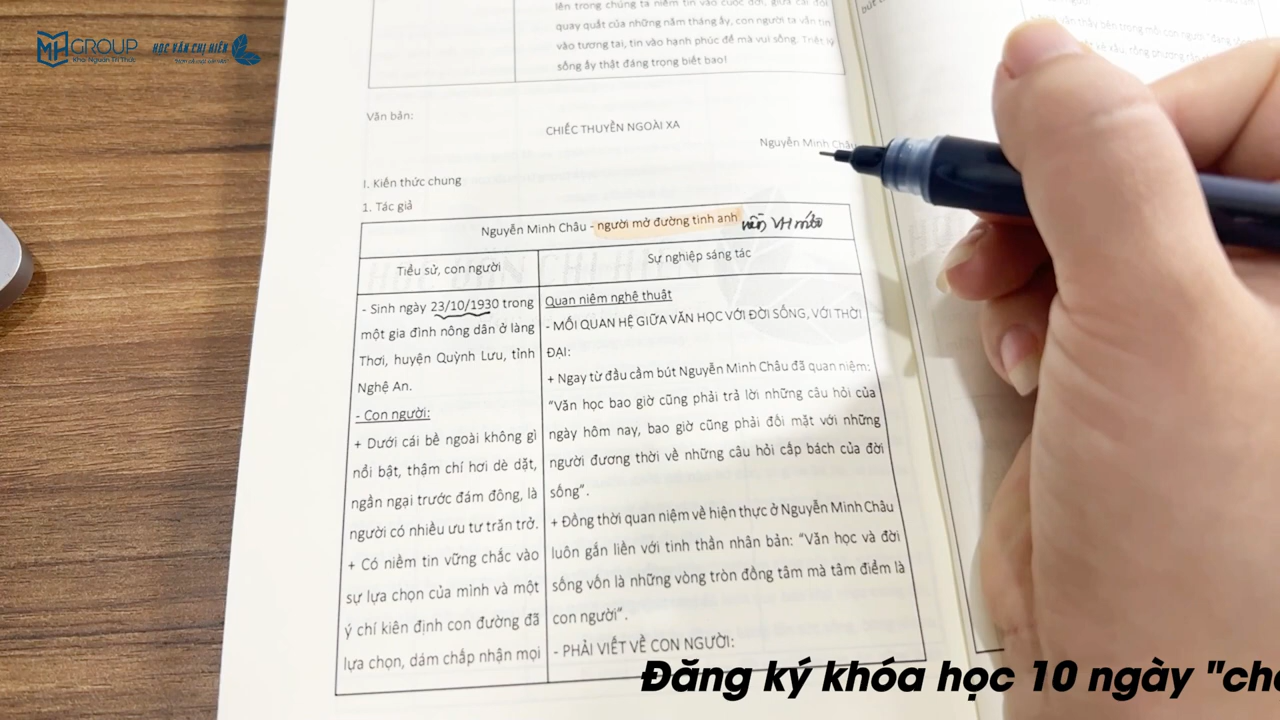 MH GROUP
Khơi Nguồn Tri Thức
HỌC VĂN CHỊ HIÊN
lên trong chúng ta niềm tin vào cuộc đời, giữa cái đói
quay quắt của những năm tháng ấy, con người ta vẫn tin
vào tương tai, tin vào hạnh phúc để mà vui sống. Triết lý
sống ấy thật đáng trọng biết bao!
Văn bản:
CHIẾC THUYỀN NGOÀI XA
Nguyễn Minh Châu
I. Kiến thức chung
1. Tác giả
Nguyễn Minh Châu - người mở đường tinh anh
Tiểu sử, con người
Sự nghiệp sáng tác
- Sinh ngày 23/10/1930 trong
một gia đình nông dân ở làng
Thơi, huyện Quỳnh Lưu, tỉnh
Nghệ An.
- Con người:
+ Dưới cái bề ngoài không gì
nổi bật, thậm chí hơi dè dặt,
ngần ngại trước đám đông, là
người có nhiều ưu tư trăn trở.
+ Có niềm tin vững chắc vào
sự lựa chọn của mình và một
ý chí kiên định con đường đã
lựa chọn, dám chấp nhận mọi
Quan niệm nghệ thuật
- MỐI QUAN HỆ GIỮA VĂN HỌC VỚI ĐỜI SỐNG, VỚI THỜI
ĐẠI:
+ Ngay từ đầu cầm bút Nguyễn Minh Châu đã quan niệm:
“Văn học bao giờ cũng phải trả lời những câu hỏi của
ngày hôm nay, bao giờ cũng phải đối mặt với những
người đương thời về những câu hỏi cấp bách của đời
sống”.
+ Đồng thời quan niệm về hiện thực ở Nguyễn Minh Châu
luôn gắn liền với tinh thần nhân bản: “Văn học và đời
sống vốn là những vòng tròn đồng tâm mà tâm điểm là
con người”.
- PHẢI VIẾT VỀ CON NGƯỜI:
Đăng ký khóa học 10 ngày "ch